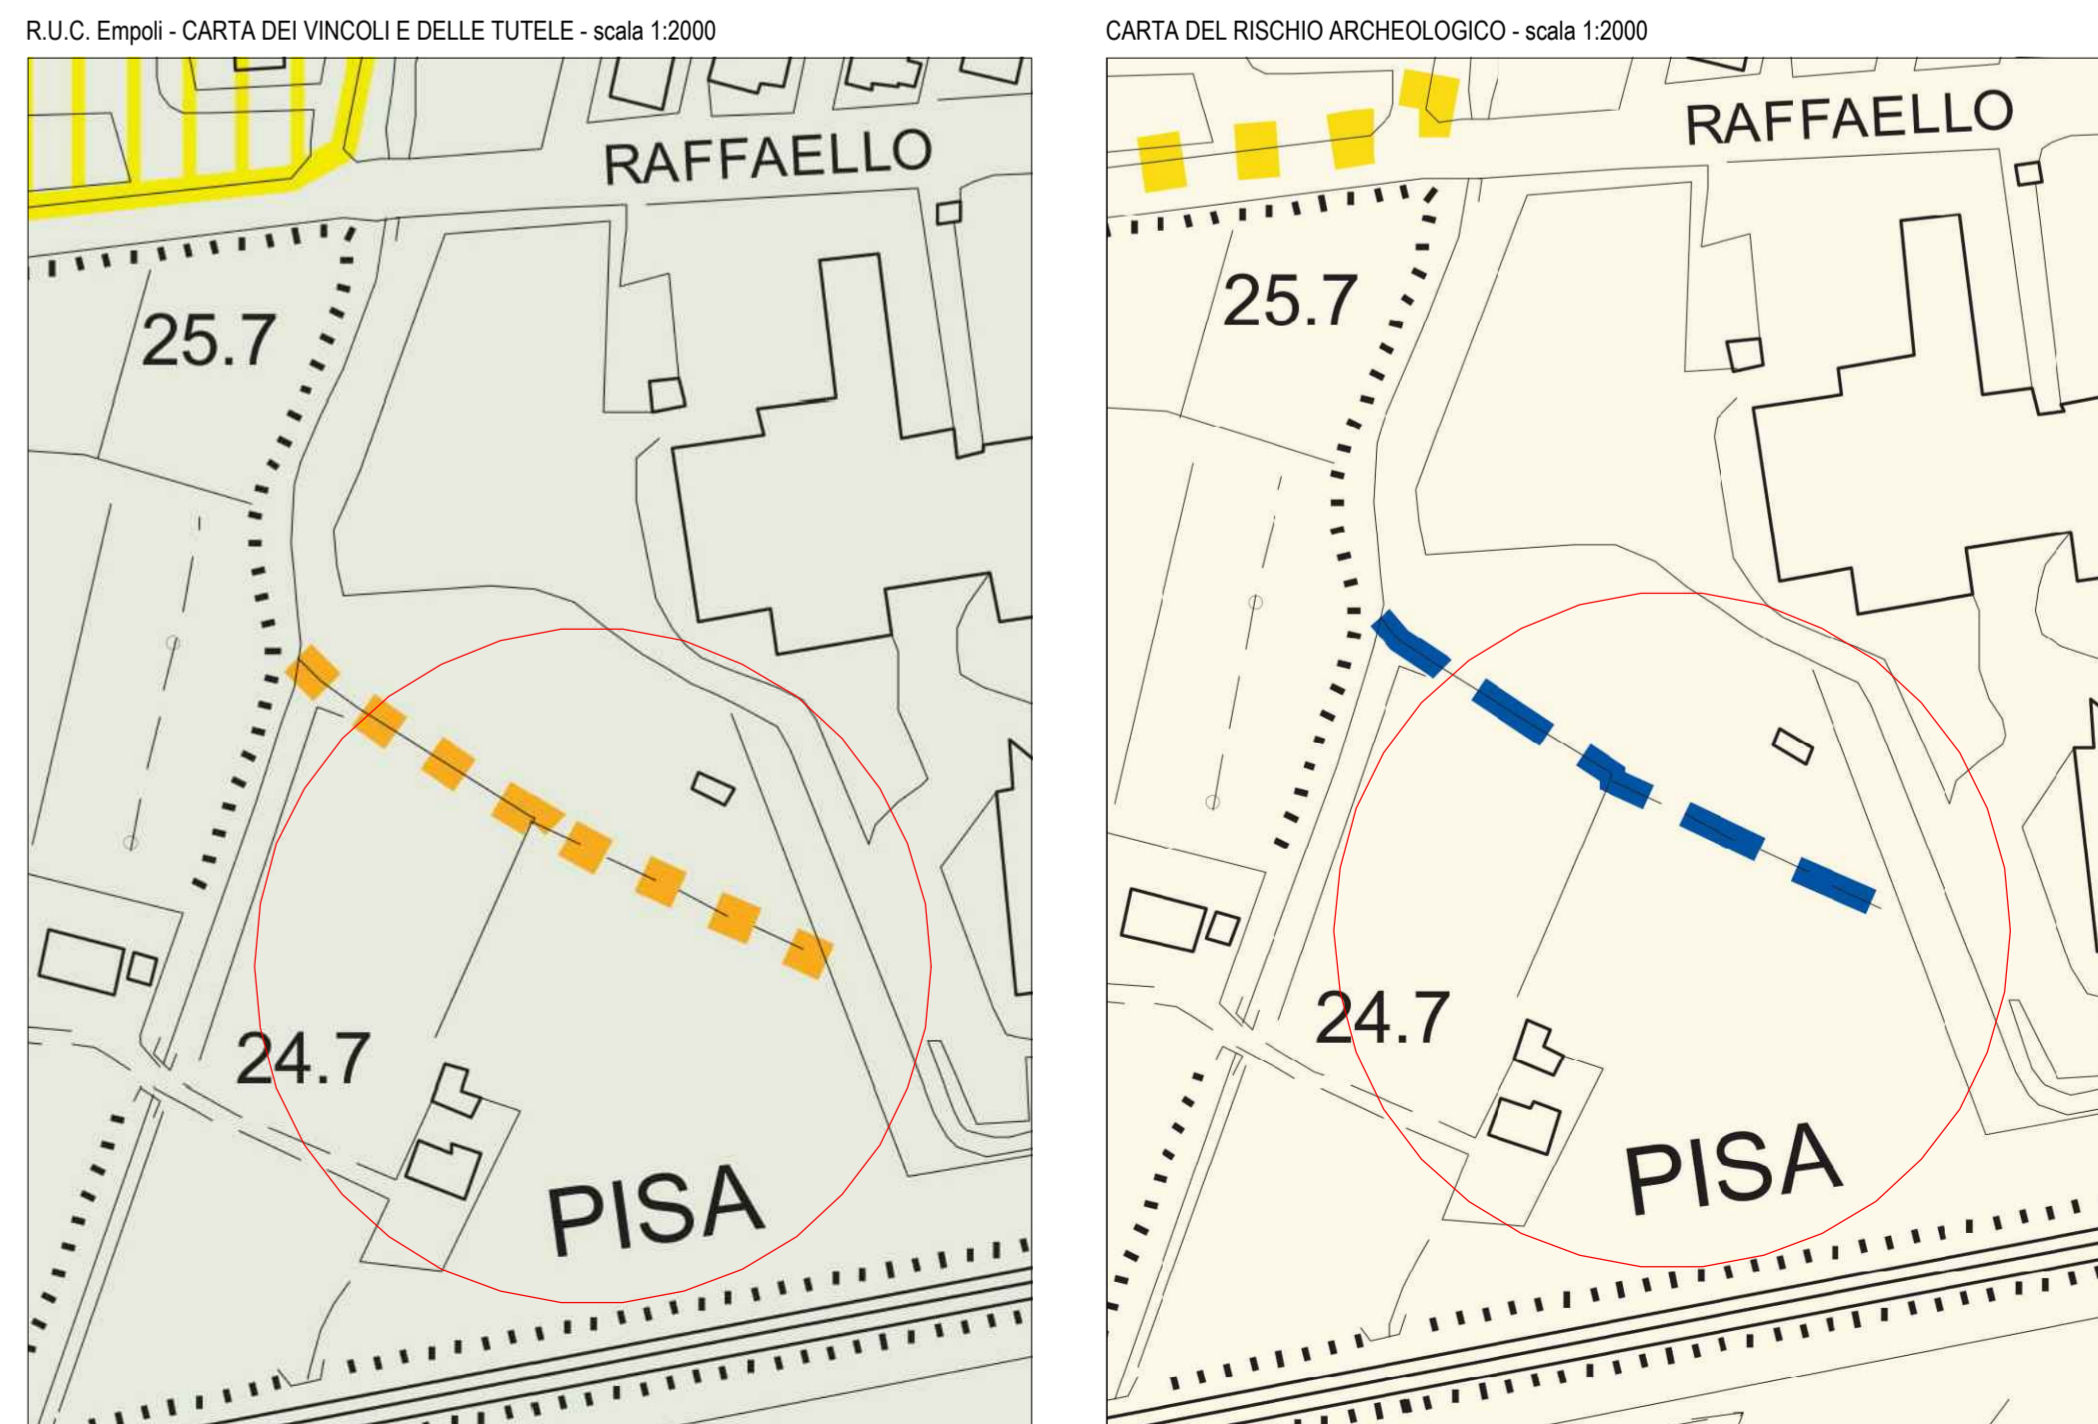 R.U.C. Empoli - CARTA DEI VINCOLI E DELLE TUTELE - scala 1:2000
RAFFAELLO
25.7
24.7
PISA
CARTA DEL RISCHIO ARCHEOLOGICO - scala 1:2000
RAFFAELLO
25.7
24.7
PISA